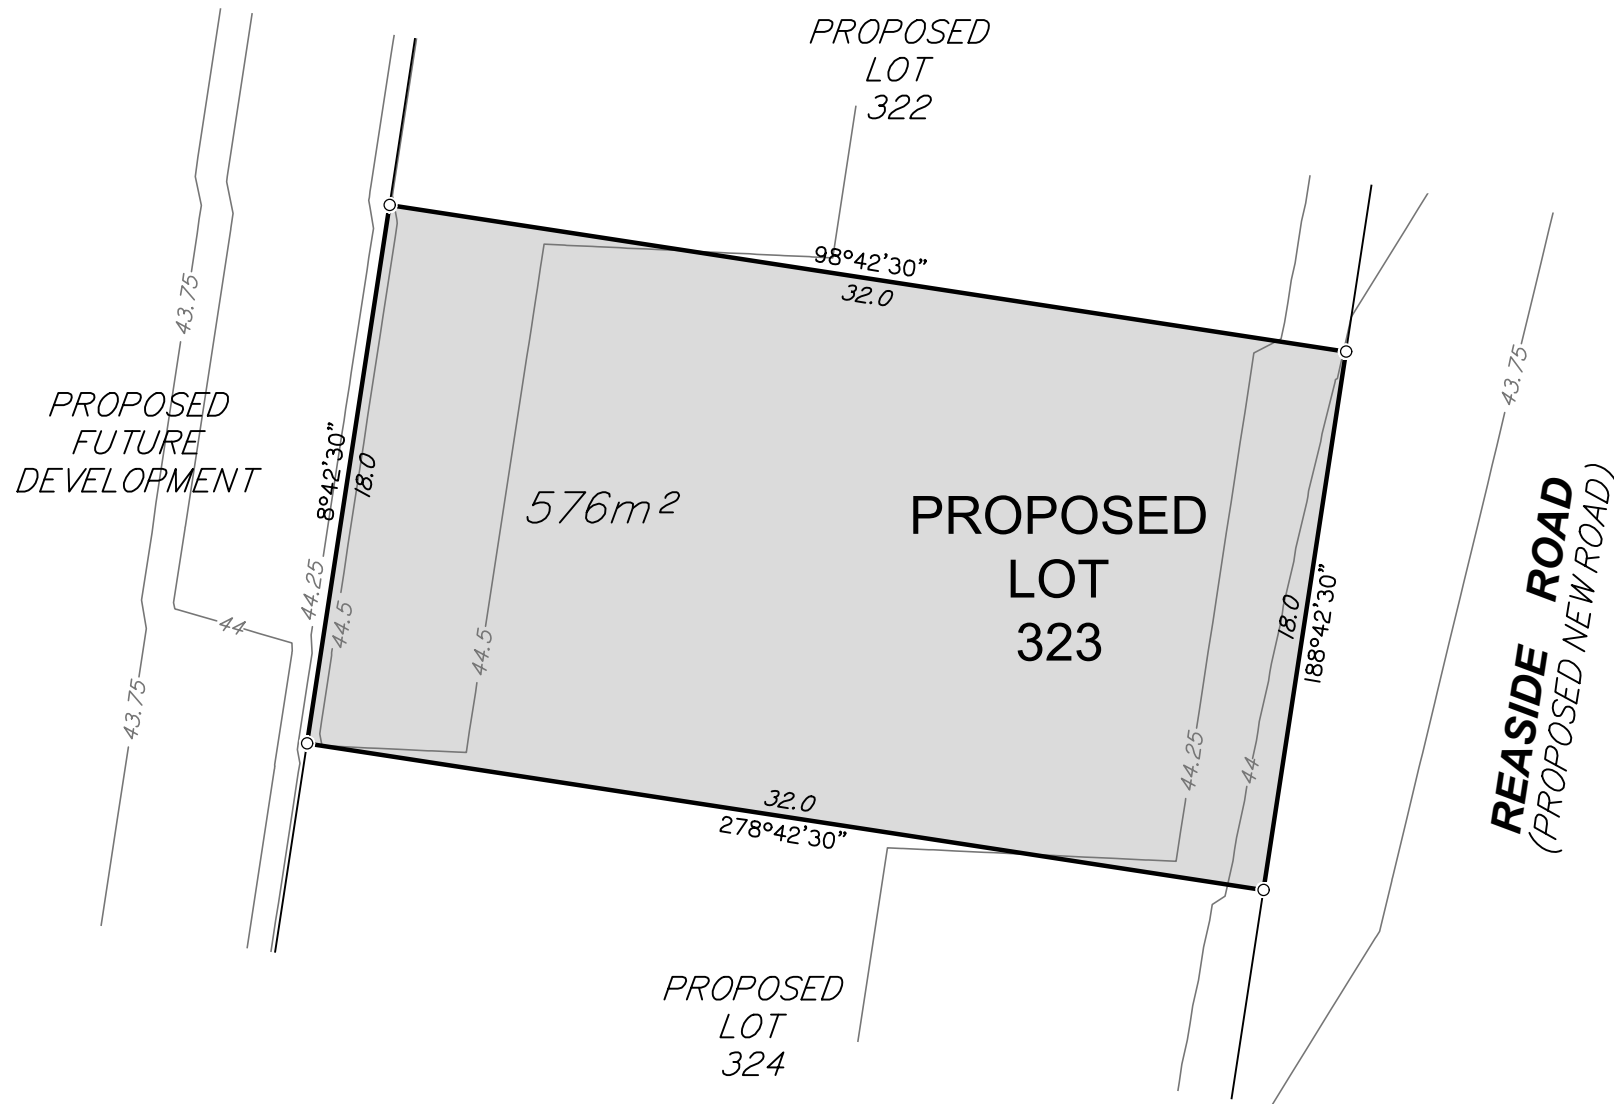 PROPOSED
LOT
322
98°42'30"
32.0
43.75
43.75
PROPOSED
FUTURE
DEVELOPMENT
8°42'30"
18.0
576m²
PROPOSED
LOT
323
REASIDE ROAD
(PROPOSED NEW ROAD)
18.0
188°42'30"
44.25
44.5
44
44.5
43.75
44.25
44
32.0
278°42'30"
PROPOSED
LOT
324